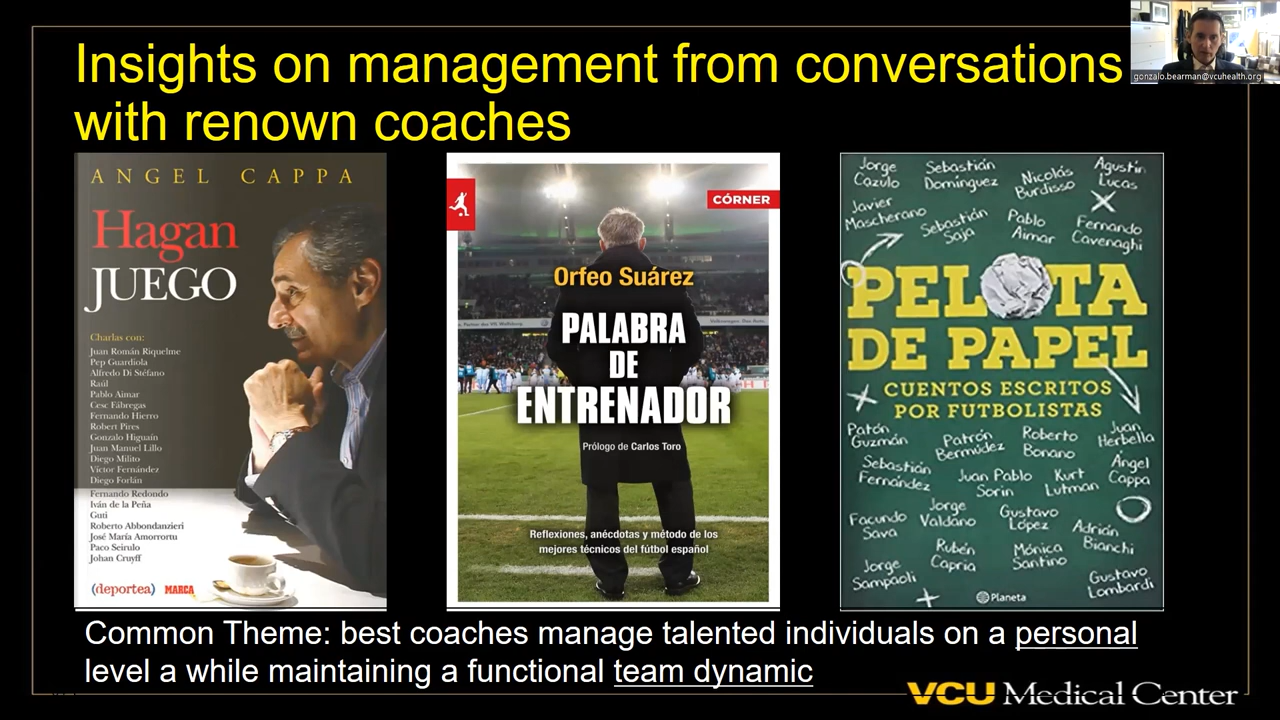 Insights on management from conversations
with renown coaches
gonzalo.bearman@vcuhealth.org
ANGEL CAPPA
Hagan
JUEGO
Charlas con:
Juan Román Riquelme
Pep Guardiola
Alfredo Di Stéfano
Raúl
Pablo Aimar
Cesc Fábregas
Fernando Hierro
Robert Pires
Gonzalo Higuaín
Juan Manuel Lillo
Diego Milito
Víctor Fernández
Diego Forlán
Fernando Redondo
Iván de la Peña
Guti
Roberto Abbondanzieri
José María Amorrortu
Paco Seirulo
Johan Cruyff
(deportea) MARCA
CÓRNER
Orfeo Suárez
PALABRA
DE
ENTRENADOR
Prólogo de Carlos Toro
Reflexiones, anécdotas y método de los
mejores técnicos del fútbol español
Jorge
Cazulo
Sebastián
Domínguez
Nicolás
Burdisso
Agustín
Lucas
Javier
Mascherano
Sebastián
Saja
Pablo
Aimar
Fernando
Cavenaghi
PELOTA
DE PAPEL
CUENTOS ESCRITOS
POR FUTBOLISTAS
Patón
Guzmán
Patrón
Bermúdez
Roberto
Bonano
Juan
Herbella
Sebastián
Fernández
Juan Pablo
Sorin
Kurt
Lutman
Ángel
Cappa
Facundo
Sava
Jorge
Valdano
Gustavo
López
Adrián
Bianchi
Jorge
Sampaoli
Rubén
Capria
Mónica
Santino
Gustavo
Lombardi
Planeta
Common Theme: best coaches manage talented individuals on a personal
level a while maintaining a functional team dynamic
VCU Medical Center